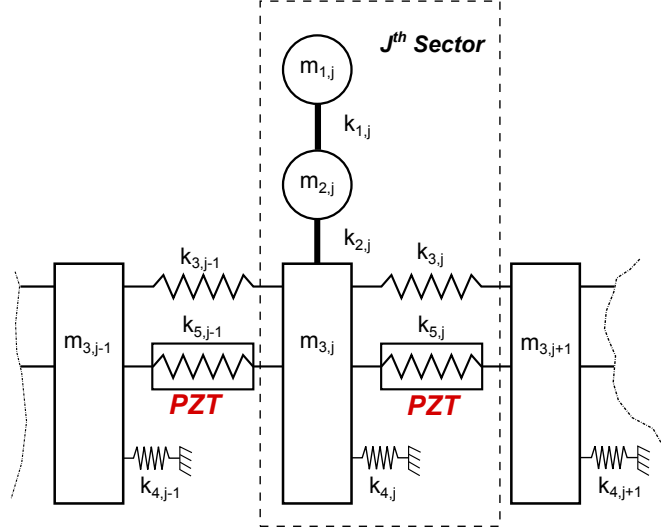 Jth Sector
m1,j
k1,j
m2,j
k2,j
k3,j-1
k3,j
k5,j-1
k5,j
m3,j-1
m3,j
m3,j+1
PZT
PZT
k4,j-1
k4,j
k4,j+1